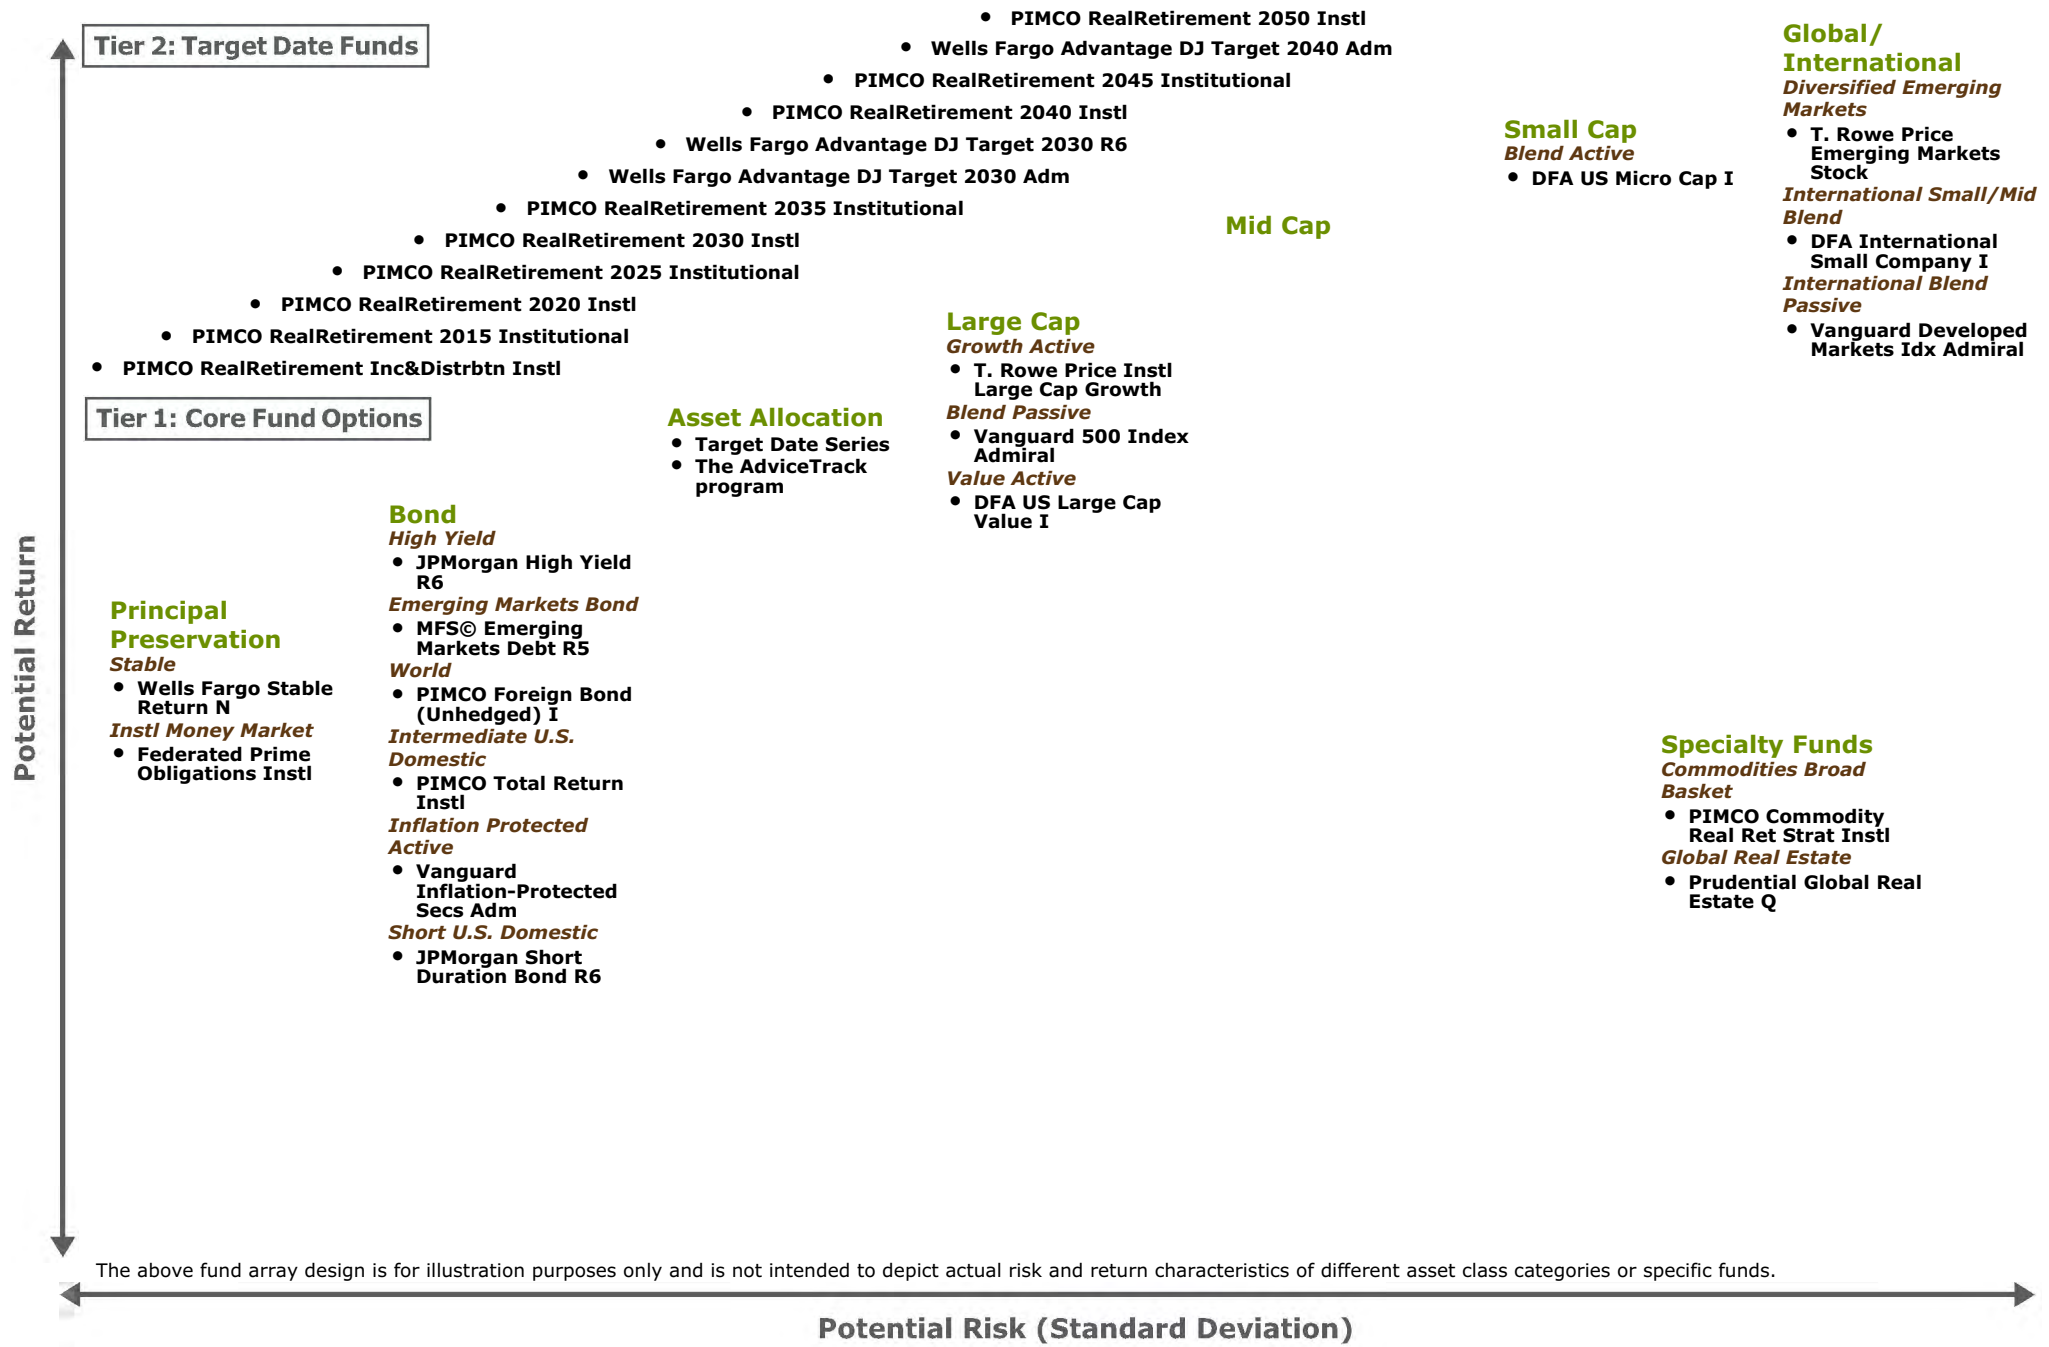 Tier 2: Target Date Funds
• PIMCO RealRetirement 2050 Instl
• Wells Fargo Advantage DJ Target 2040 Adm
• PIMCO RealRetirement 2045 Institutional
• PIMCO RealRetirement 2040 Instl
• Wells Fargo Advantage DJ Target 2030 R6
• Wells Fargo Advantage DJ Target 2030 Adm
• PIMCO RealRetirement 2035 Institutional
• PIMCO RealRetirement 2030 Instl
• PIMCO RealRetirement 2025 Institutional
• PIMCO RealRetirement 2020 Instl
• PIMCO RealRetirement 2015 Institutional
• PIMCO RealRetirement Inc&Distrbtn Instl
Tier 1: Core Fund Options
Principal
Preservation
Stable
• Wells Fargo Stable
Return N
Instl Money Market
• Federated Prime
Obligations Instl
Bond
High Yield
• JPMorgan High Yield
R6
Emerging Markets Bond
• MFS© Emerging
Markets Debt R5
World
• PIMCO Foreign Bond
(Unhedged) I
Intermediate U.S.
Domestic
• PIMCO Total Return
Instl
Inflation Protected
Active
• Vanguard
Inflation-Protected
Secs Adm
Short U.S. Domestic
• JPMorgan Short
Duration Bond R6
Asset Allocation
• Target Date Series
• The AdviceTrack
program
Large Cap
Growth Active
• T. Rowe Price Instl
Large Cap Growth
Blend Passive
• Vanguard 500 Index
Admiral
Value Active
• DFA US Large Cap
Value I
Mid Cap
Small Cap
Blend Active
• DFA US Micro Cap I
Global/
International
Diversified Emerging
Markets
• T. Rowe Price
Emerging Markets
Stock
International Small/Mid
Blend
• DFA International
Small Company I
International Blend
Passive
• Vanguard Developed
Markets Idx Admiral
Specialty Funds
Commodities Broad
Basket
• PIMCO Commodity
Real Ret Strat Instl
Global Real Estate
• Prudential Global Real
Estate Q
Potential Return
The above fund array design is for illustration purposes only and is not intended to depict actual risk and return characteristics of different asset class categories or specific funds.
Potential Risk (Standard Deviation)